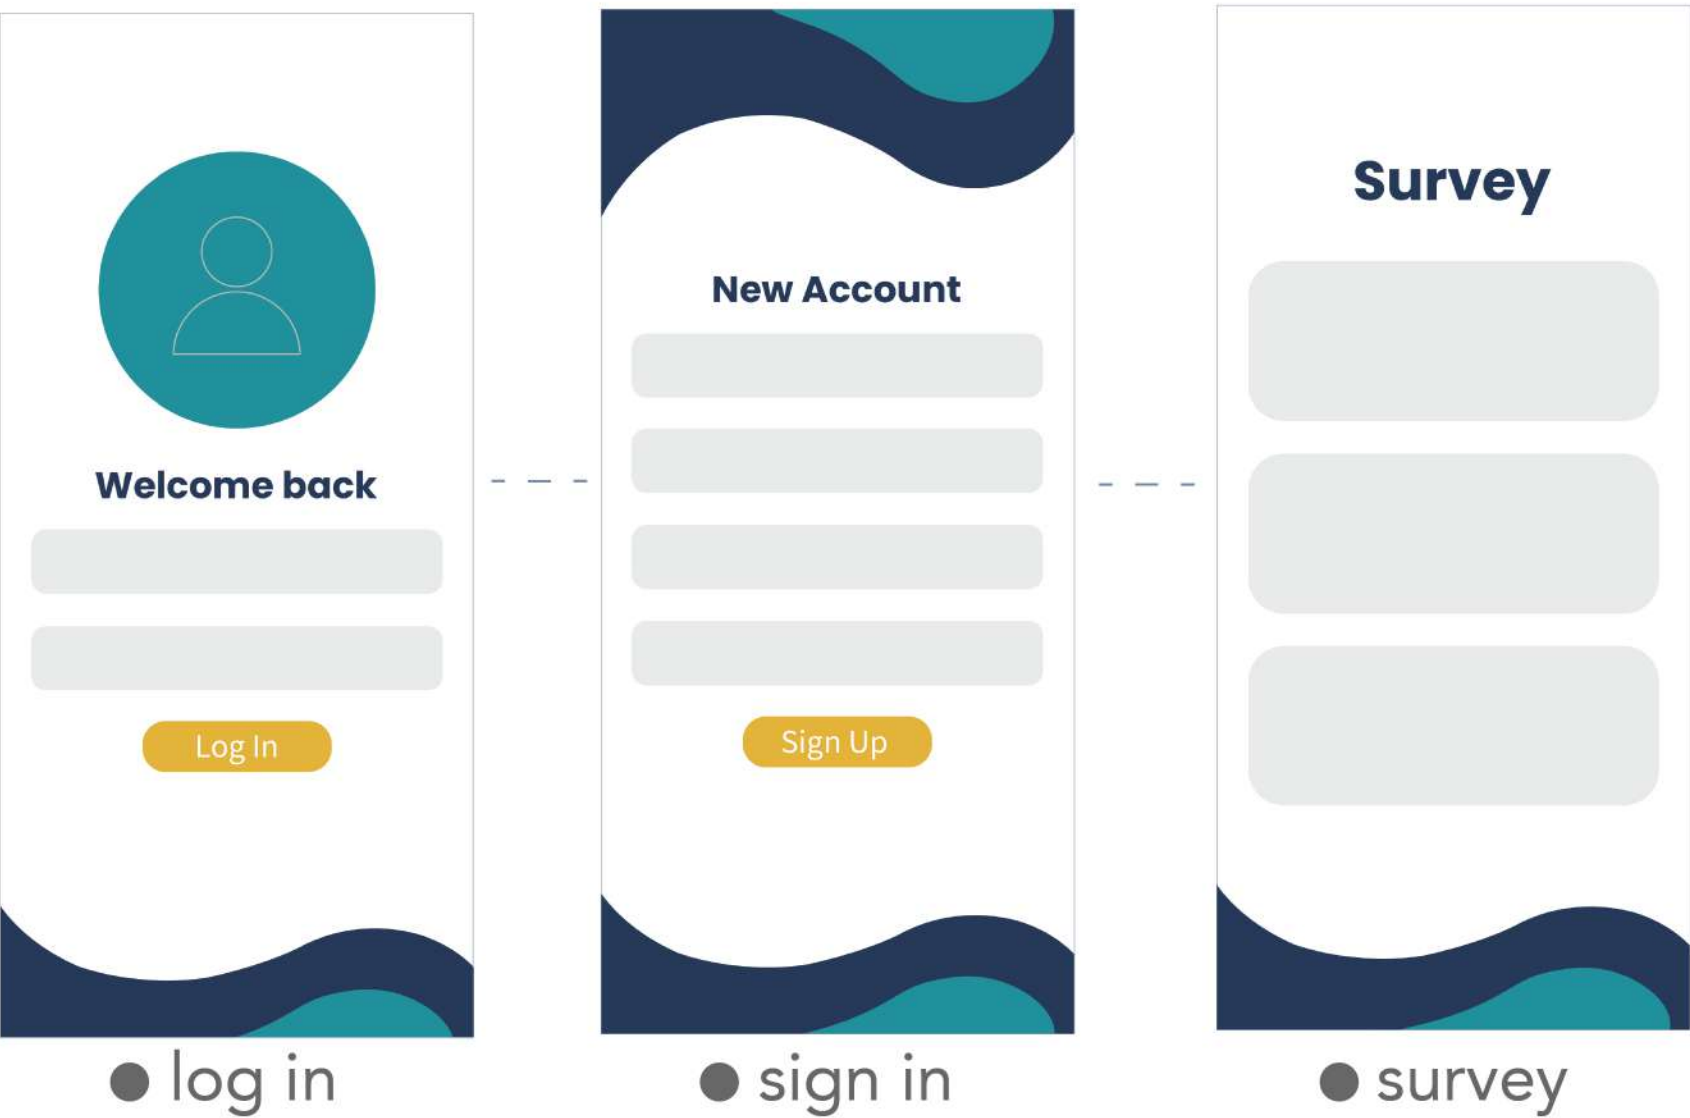 Welcome back
Log In
● log in
New Account
Sign Up
● sign in
Survey
● survey